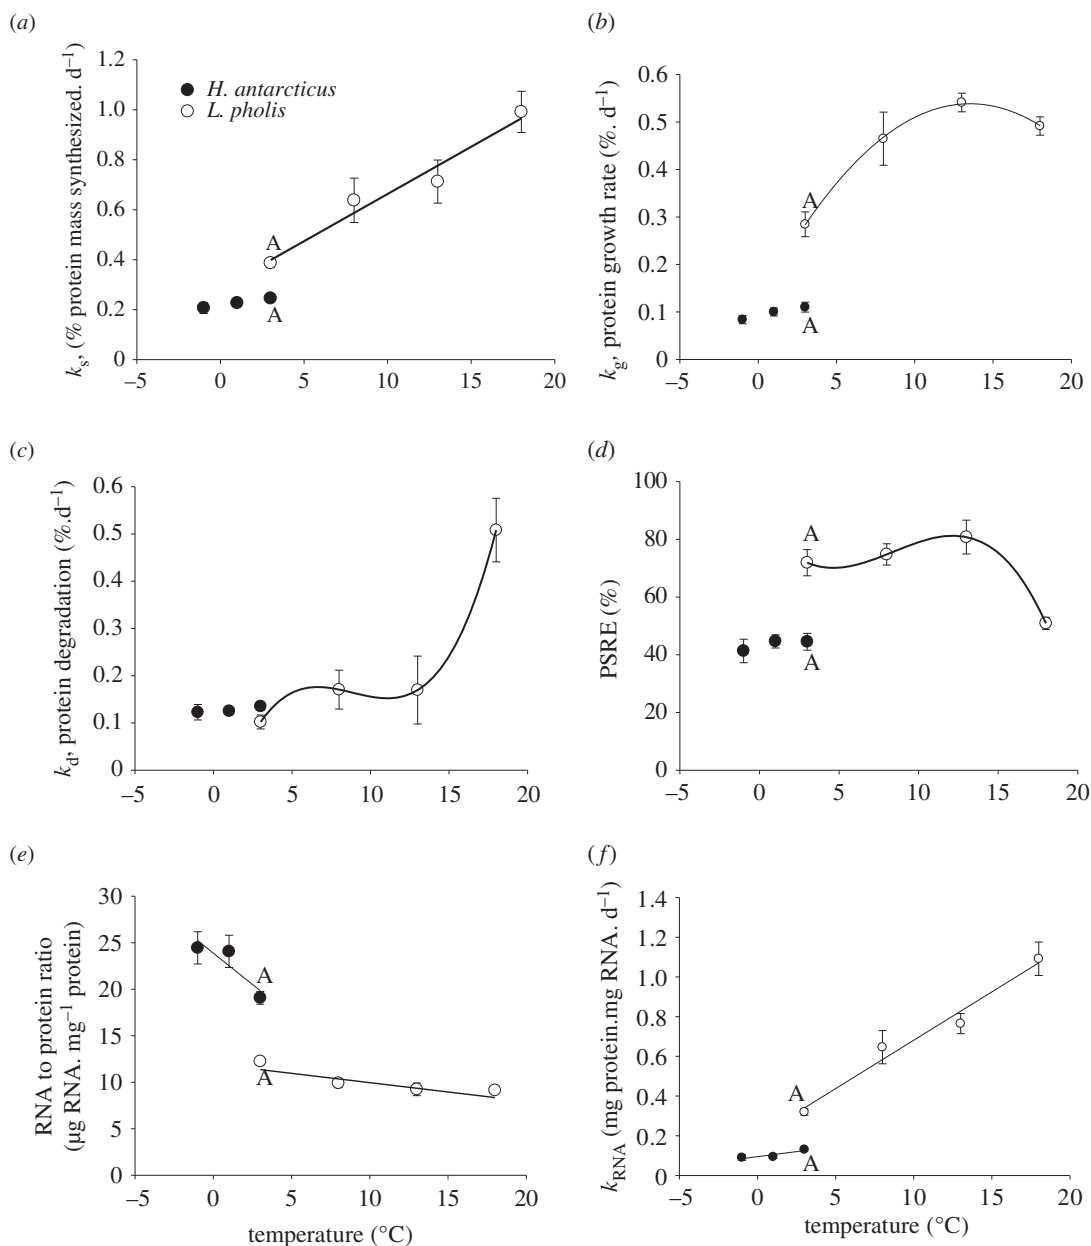 (a)
k_s, (% protein mass synthesized. d⁻¹)
1.2
1.0
0.8
0.6
0.4
0.2
0
–5 0 5 10 15 20
H. antarcticus
L. pholis
A
A
(b)
k_g, protein growth rate (%. d⁻¹)
0.6
0.5
0.4
0.3
0.2
0.1
0
–5 0 5 10 15 20
A
A
(c)
k_d, protein degradation (%.d⁻¹)
0.6
0.5
0.4
0.3
0.2
0.1
0
–5 0 5 10 15 20
(d)
PSRE (%)
100
80
60
40
20
0
–5 0 5 10 15 20
A
A
(e)
RNA to protein ratio
(µg RNA. mg⁻¹ protein)
30
25
20
15
10
5
0
–5 0 5 10 15 20
A
A
temperature (°C)
(f)
k_RNA (mg protein.mg RNA. d⁻¹)
1.4
1.2
1.0
0.8
0.6
0.4
0.2
0
–5 0 5 10 15 20
A
A
temperature (°C)